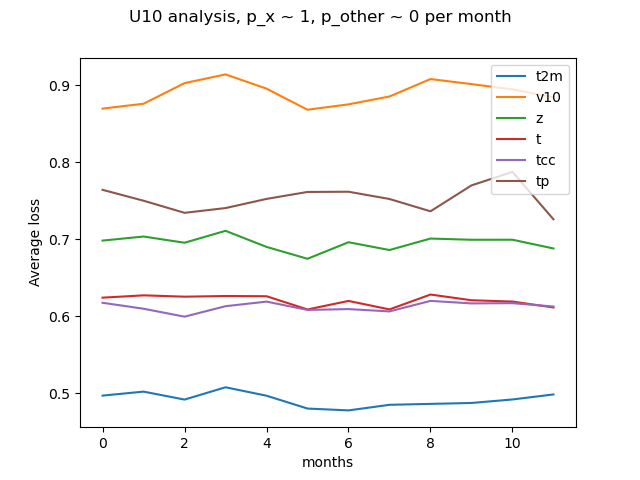 U10 analysis, p_x ~ 1, p_other ~ 0 per month
t2m
v10
z
t
tcc
tp
0.9
0.8
0.7
0.6
0.5
Average loss
0 2 4 6 8 10
months